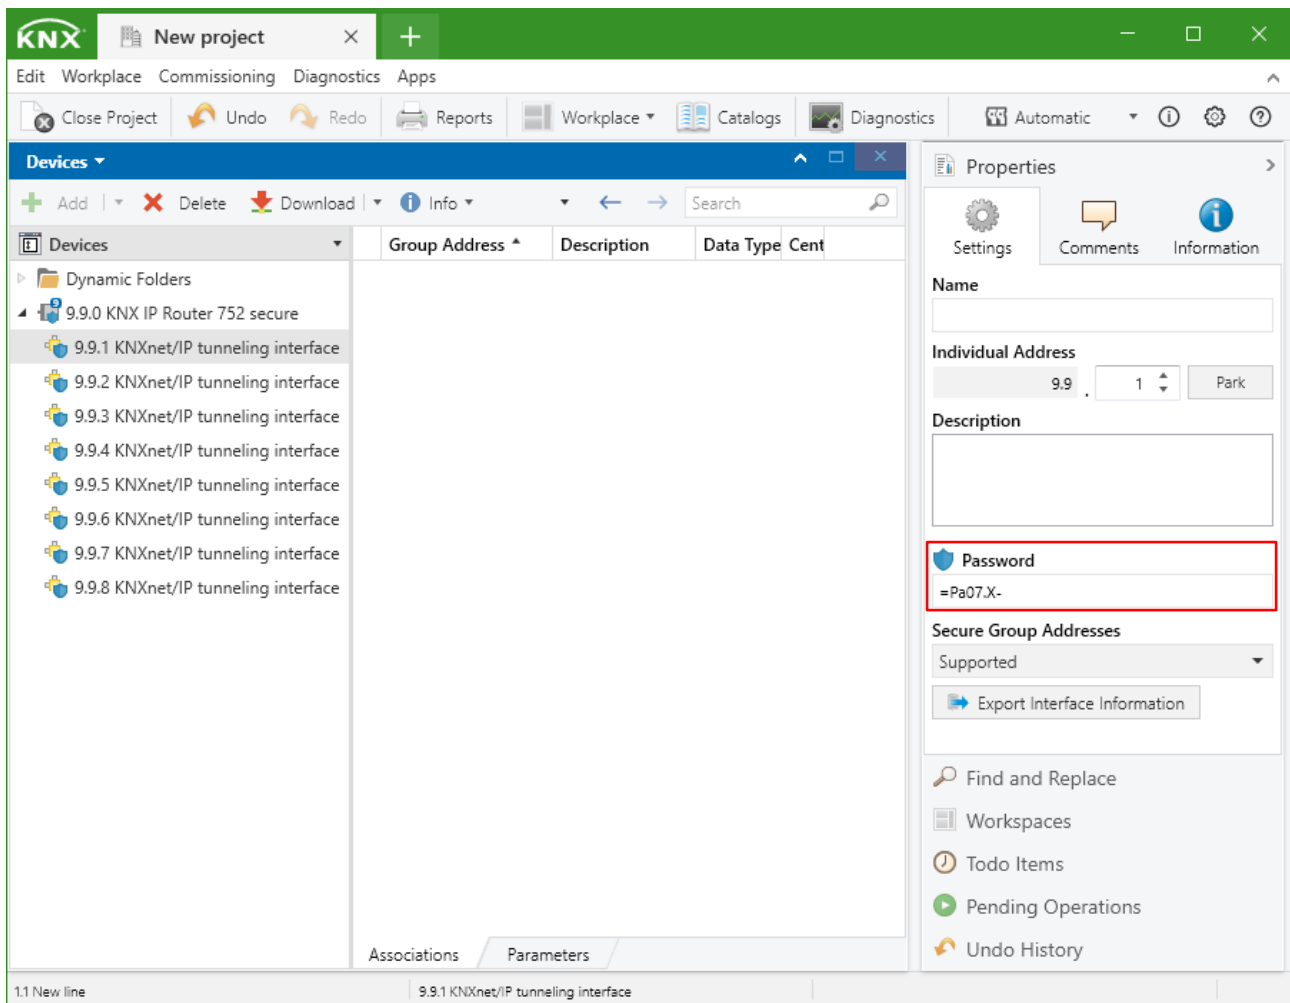 KNX New project
Edit Workplace Commissioning Diagnostics Apps
Close Project Undo Redo Reports Workplace Catalogs Diagnostics Automatic
Devices
Add Delete Download Info Search
Devices
Group Address Description Data Type Cent
Dynamic Folders
9.9.0 KNX IP Router 752 secure
9.9.1 KNXnet/IP tunneling interface
9.9.2 KNXnet/IP tunneling interface
9.9.3 KNXnet/IP tunneling interface
9.9.4 KNXnet/IP tunneling interface
9.9.5 KNXnet/IP tunneling interface
9.9.6 KNXnet/IP tunneling interface
9.9.7 KNXnet/IP tunneling interface
9.9.8 KNXnet/IP tunneling interface
Associations Parameters
Properties
Settings Comments Information
Name
Individual Address
9.9 . 1 Park
Description
Password
=Pa07.X-
Secure Group Addresses
Supported
Export Interface Information
Find and Replace
Workspaces
Todo Items
Pending Operations
Undo History
1.1 New line 9.9.1 KNXnet/IP tunneling interface